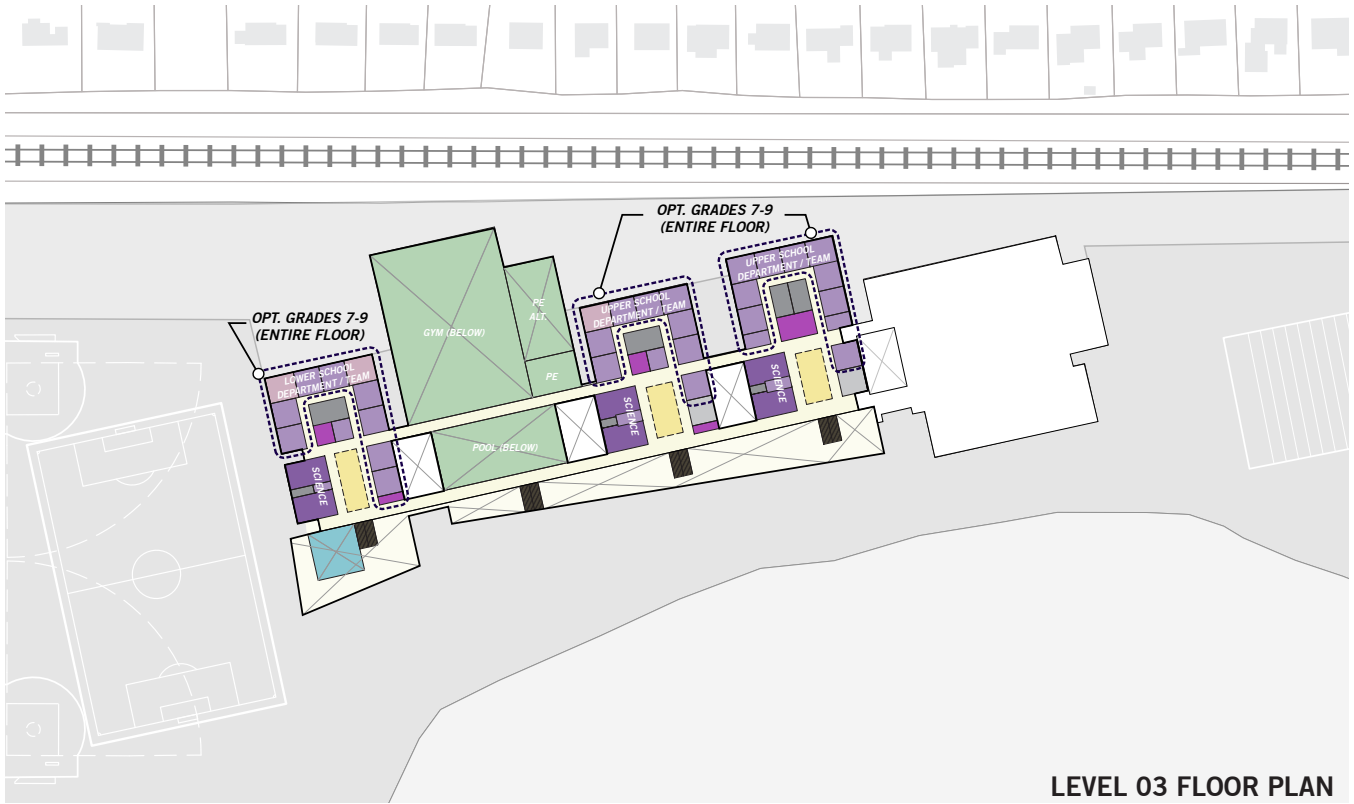 OPT. GRADES 7-9
(ENTIRE FLOOR)
UPPER SCHOOL
DEPARTMENT / TEAM
PE
ALT.
UPPER SCHOOL
DEPARTMENT / TEAM
OPT. GRADES 7-9
(ENTIRE FLOOR)
GYM (BELOW)
LOWER SCHOOL
DEPARTMENT / TEAM
PE
SCIENCE
SCIENCE
POOL (BELOW)
SCIENCE
LEVEL 03 FLOOR PLAN